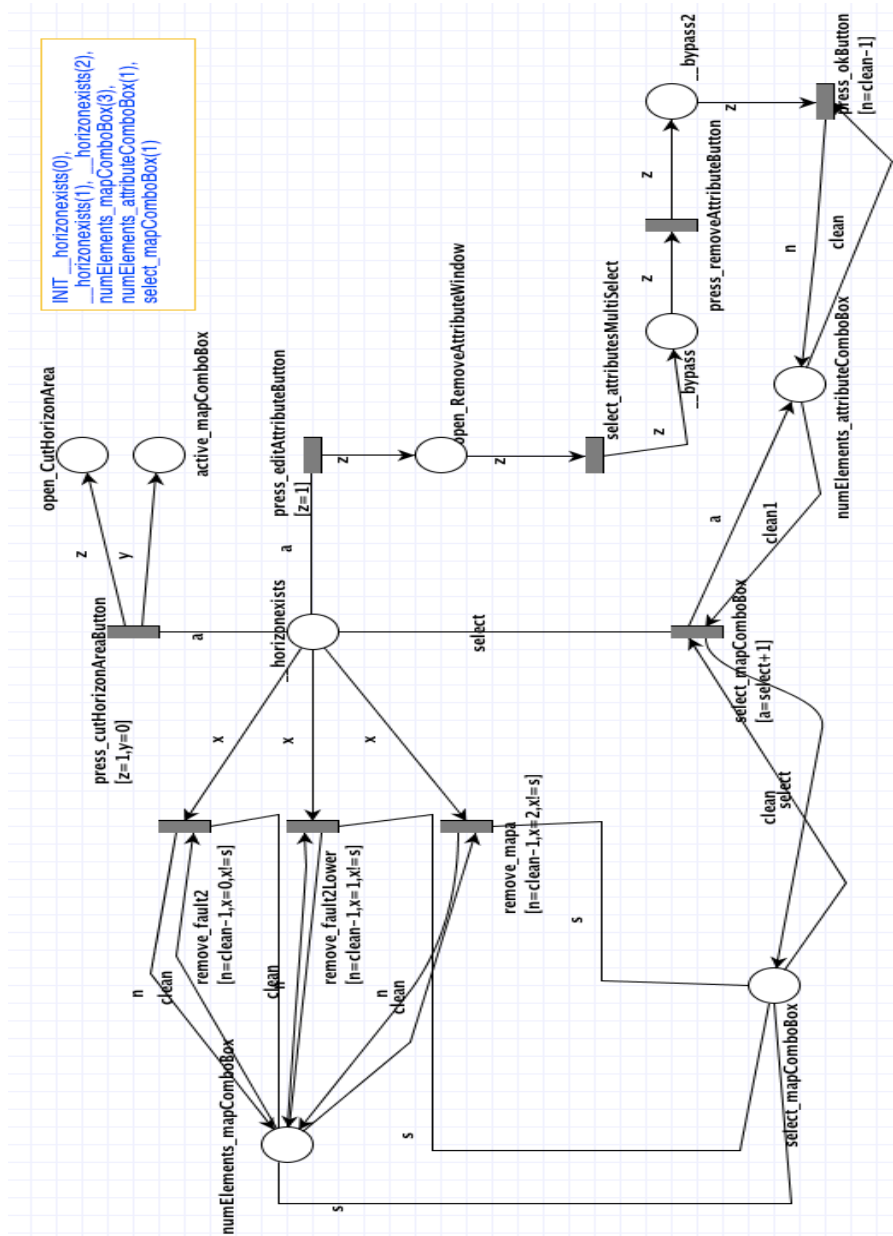 INIT __horizonexists(0),
__horizonexists(1), __horizonexists(2),
numElements_mapComboBox(3),
numElements_attributeComboBox(1),
select_mapComboBox(1)
open_CutHorizonArea
z
press_cutHorizonAreaButton
[z=1,y=0]
y
n
clean
a
active_mapComboBox
remove_fault2
[n=clean-1,x=0,x!=s]
x
numElements_mapComboBox
clean
n
__horizonexists
press_editAttributeButton
[z=1]
a
x
remove_fault2Lower
[n=clean-1,x=1,x!=s]
s
z
x
n
clean
s
open_RemoveAttributeWindow
select
z
remove_mapa
[n=clean-1,x=2,x!=s]
s
select_attributesMultiSelect
z
z
z
__bypass
__bypass2
press_removeAttributeButton
a
z
select_mapComboBox
[a=select+1]
clean
select
clean1
select_mapComboBox
n
clean
numElements_attributeComboBox
press_okButton
[n=clean-1]